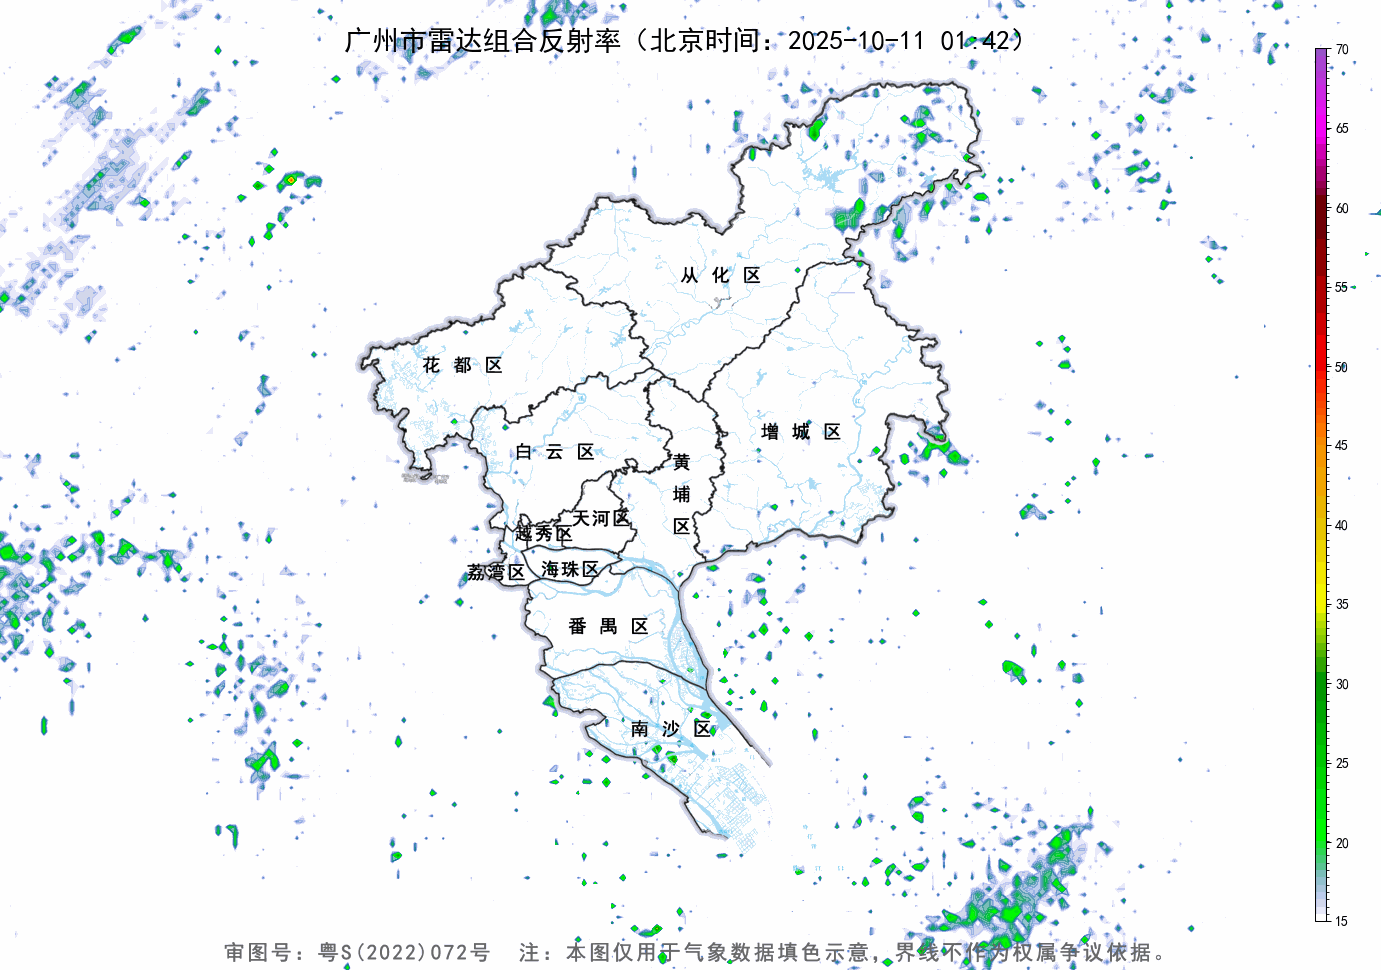 广州市雷达组合反射率（北京时间：2025-10-11 01:42）
70
65
60
55
50
45
40
35
30
25
20
15
从化区
花都区
增城区
白云区
黄埔区
天河区
越秀区
荔湾区
海珠区
番禺区
南沙区
审图号：粤S(2022)072号 注：本图仅用于气象数据填色示意，界线不作为权属争议依据。